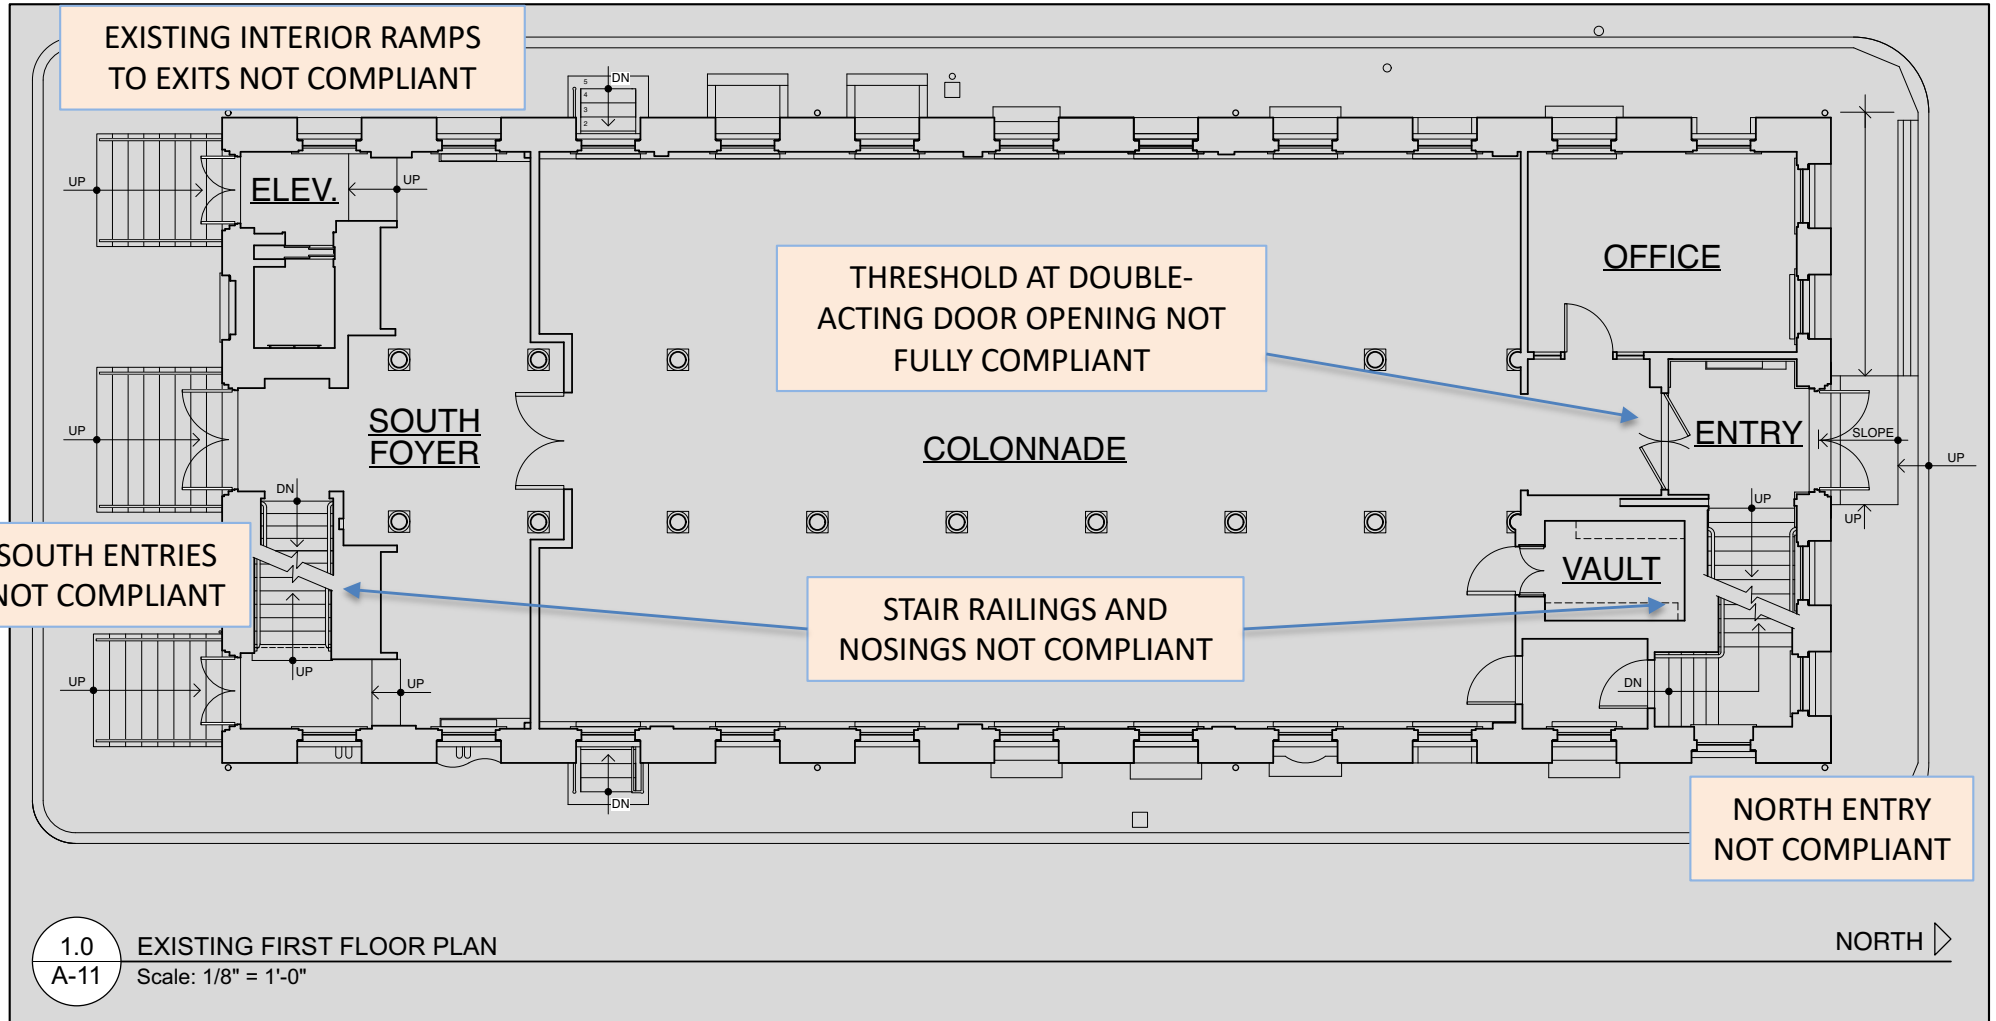 EXISTING INTERIOR RAMPS
TO EXITS NOT COMPLIANT
DN
5
4
3
2
UP
ELEV.
UP
OFFICE
THRESHOLD AT DOUBLE-
ACTING DOOR OPENING NOT
FULLY COMPLIANT
SOUTH
FOYER
UP
COLONNADE
ENTRY
SLOPE
UP
DN
UP
UP
SOUTH ENTRIES
NOT COMPLIANT
VAULT
STAIR RAILINGS AND
NOSINGS NOT COMPLIANT
UP
UP
UP
DN
DN
NORTH ENTRY
NOT COMPLIANT
1.0
A-11
EXISTING FIRST FLOOR PLAN
Scale: 1/8" = 1'-0"
NORTH